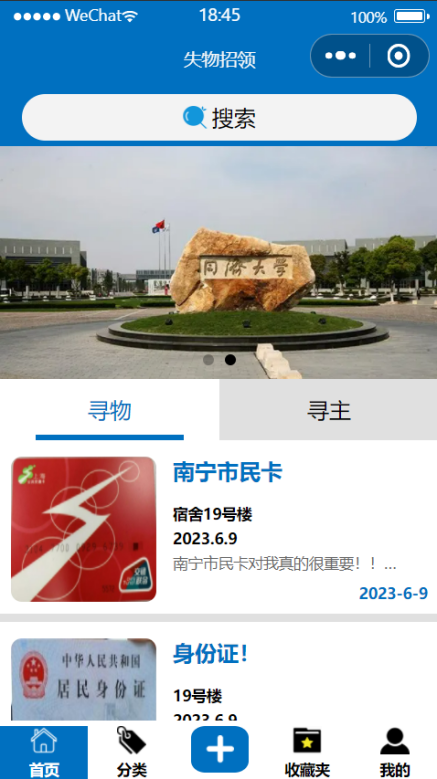 WeChat
18:45
100%
失物招领
搜索
同济大学
寻物
寻主
上海
南宁市民卡
宿舍19号楼
2023.6.9
南宁市民卡对我真的很重要！！...
2023-6-9
中华人民共和国
居民身份证
身份证！
19号楼
2023.6.9
首页
分类
收藏夹
我的